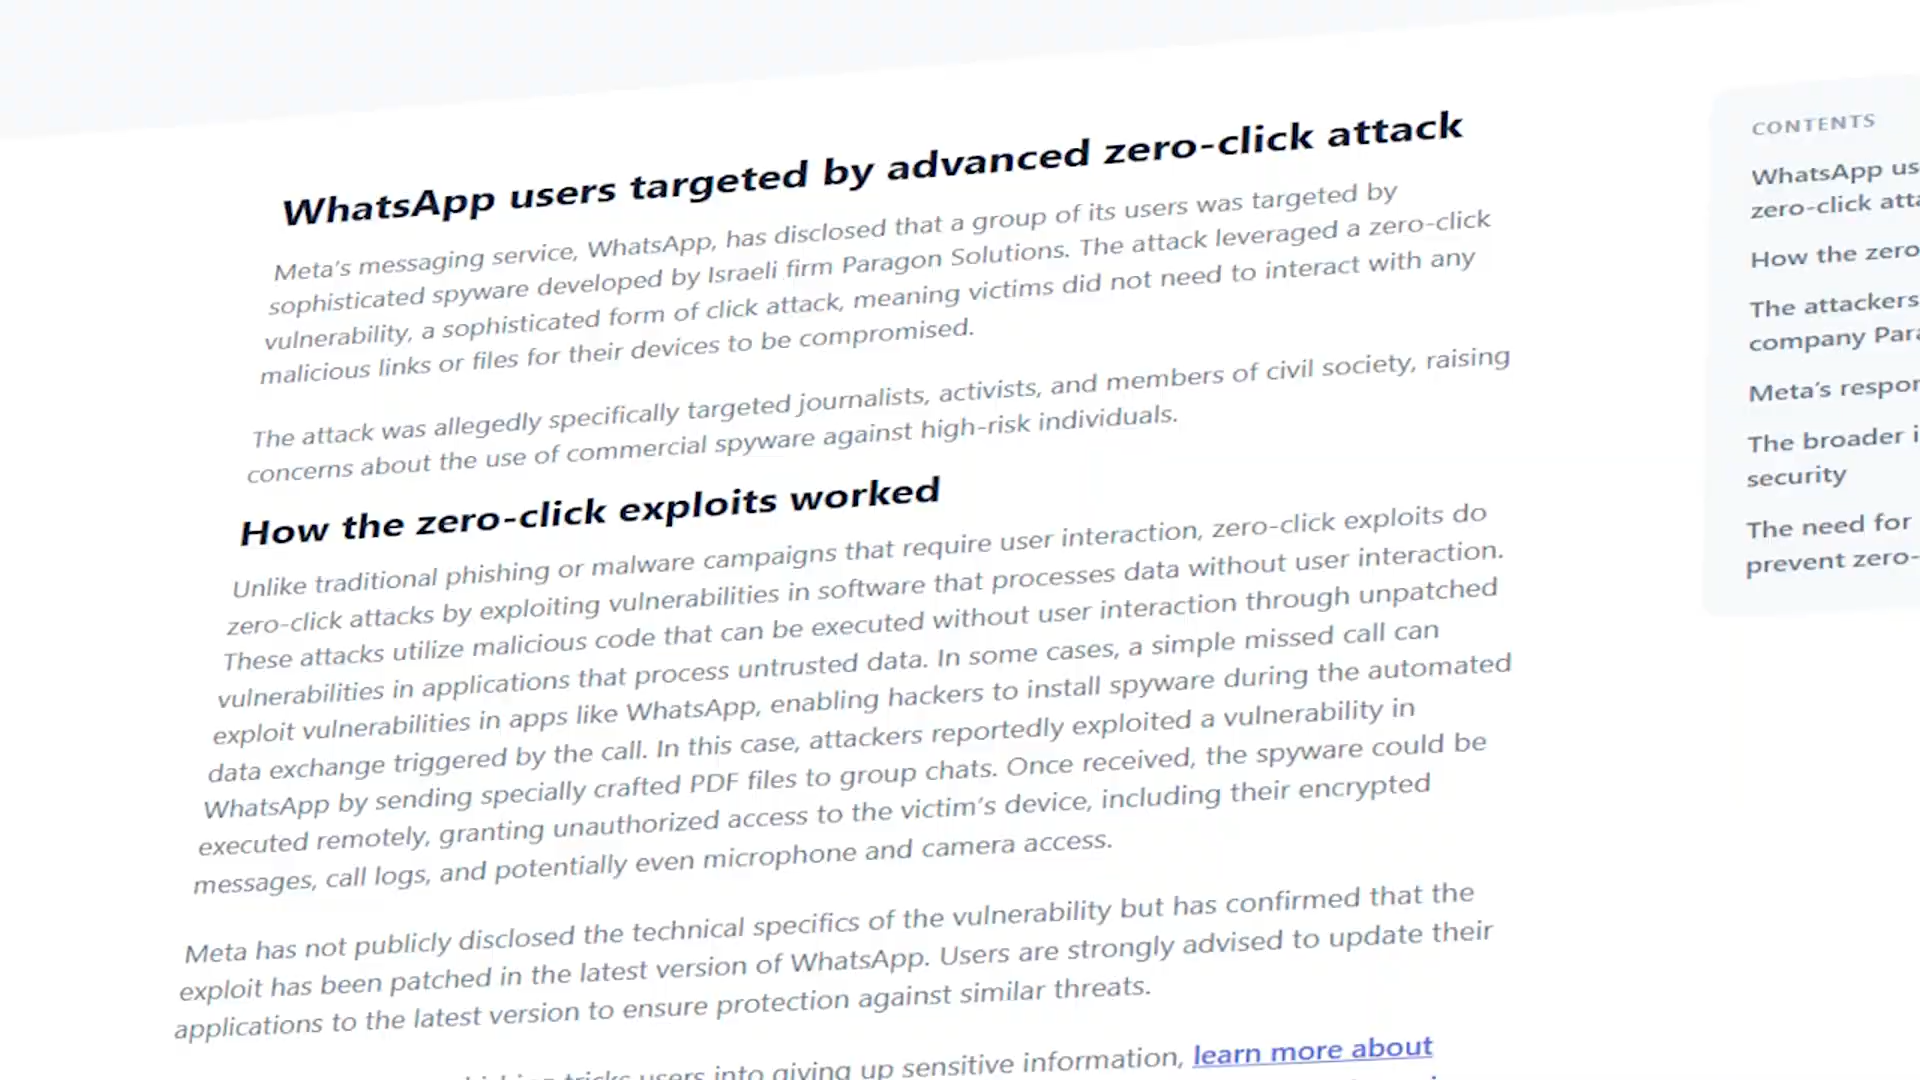 WhatsApp users targeted by advanced zero-click attack
Meta's messaging service, WhatsApp, has disclosed that a group of its users was targeted by
sophisticated spyware developed by Israeli firm Paragon Solutions. The attack leveraged a zero-click
vulnerability, a sophisticated form of click attack, meaning victims did not need to interact with any
malicious links or files for their devices to be compromised.
The attack was allegedly specifically targeted journalists, activists, and members of civil society, raising
concerns about the use of commercial spyware against high-risk individuals.
How the zero-click exploits worked
Unlike traditional phishing or malware campaigns that require user interaction, zero-click exploits do
zero-click attacks by exploiting vulnerabilities in software that processes data without user interaction.
These attacks utilize malicious code that can be executed without user interaction through unpatched
vulnerabilities in applications that process untrusted data. In some cases, a simple missed call can
exploit vulnerabilities in apps like WhatsApp, enabling hackers to install spyware during the automated
data exchange triggered by the call. In this case, attackers reportedly exploited a vulnerability in
WhatsApp by sending specially crafted PDF files to group chats. Once received, the spyware could be
executed remotely, granting unauthorized access to the victim's device, including their encrypted
messages, call logs, and potentially even microphone and camera access.
Meta has not publicly disclosed the technical specifics of the vulnerability but has confirmed that the
exploit has been patched in the latest version of WhatsApp. Users are strongly advised to update their
applications to the latest version to ensure protection against similar threats.
tricks users into giving up sensitive information, learn more about
CONTENTS
WhatsApp us
zero-click atta
How the zero
The attackers
company Para
Meta's respon
The broader i
security
The need for
prevent zero-